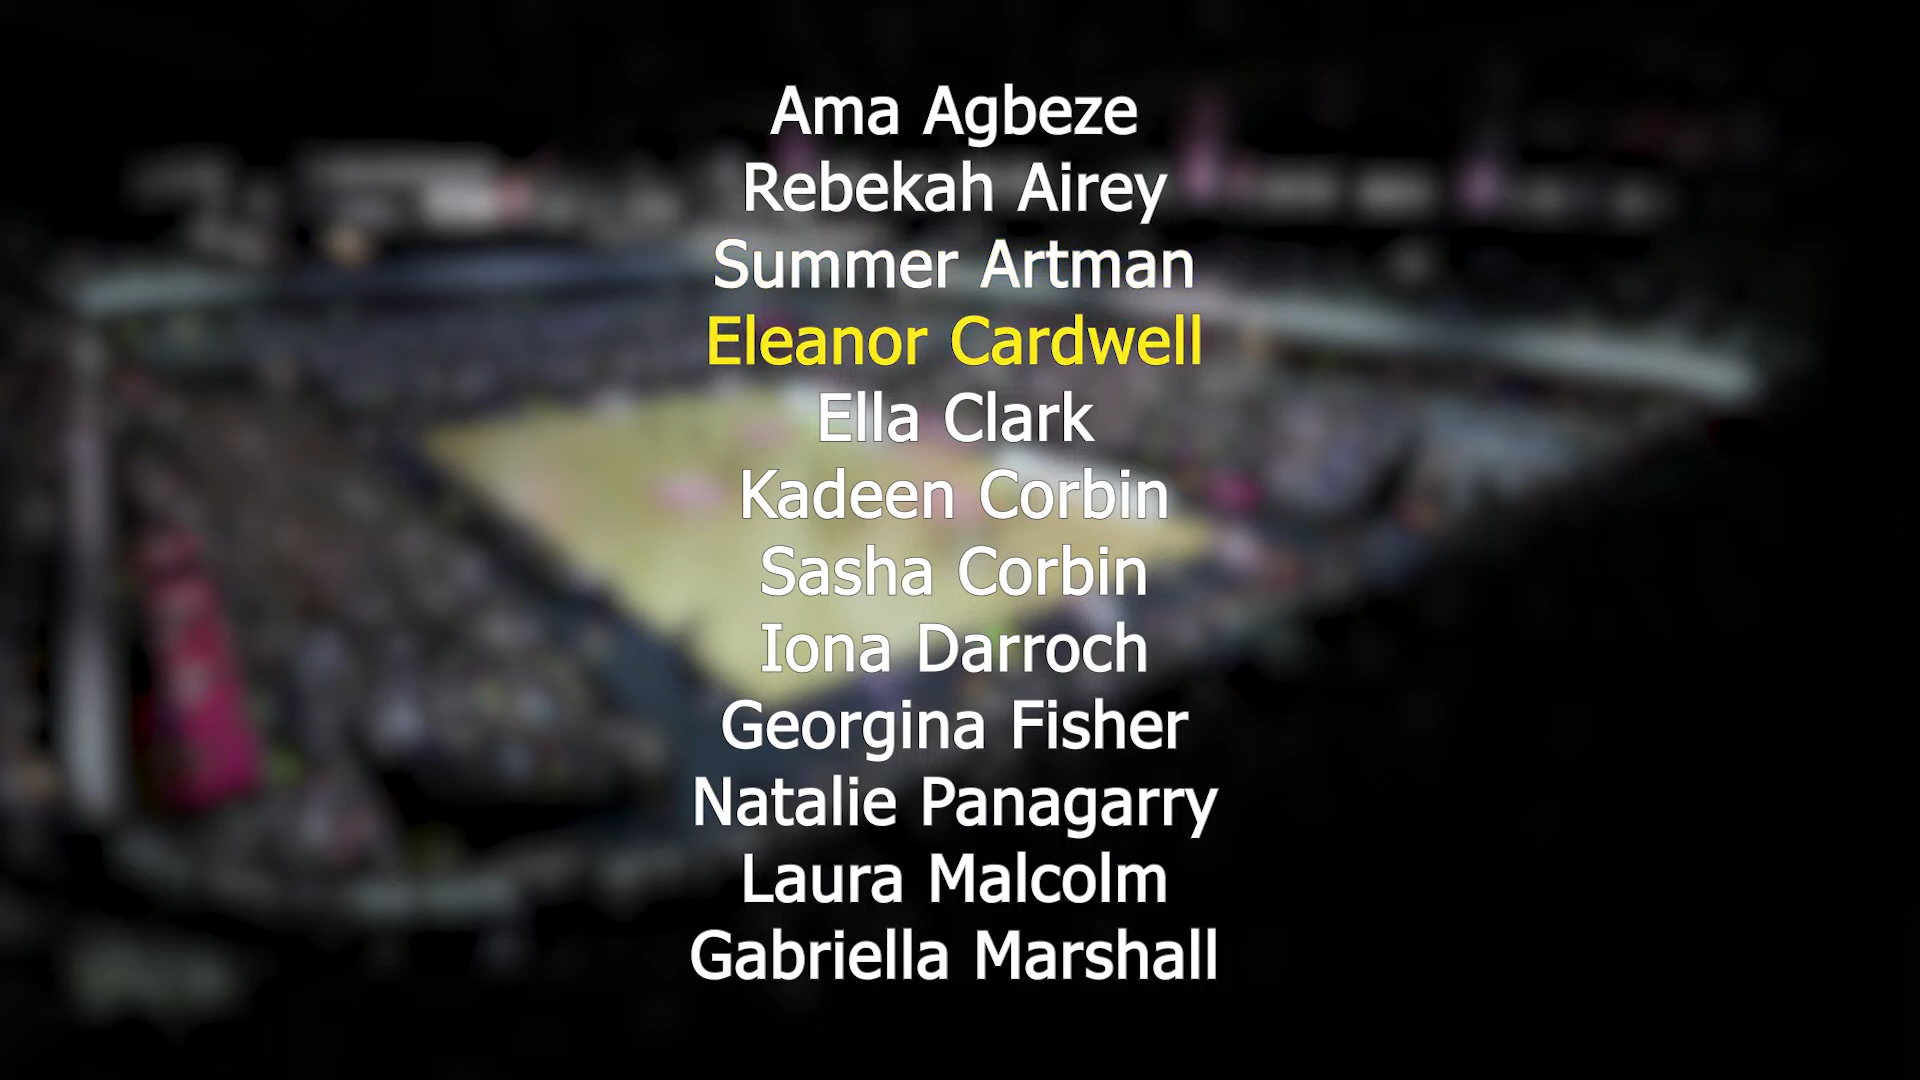 Ama Agbeze
Rebekah Airey
Summer Artman
Eleanor Cardwell
Ella Clark
Kadeen Corbin
Sasha Corbin
Iona Darroch
Georgina Fisher
Natalie Panagarry
Laura Malcolm
Gabriella Marshall